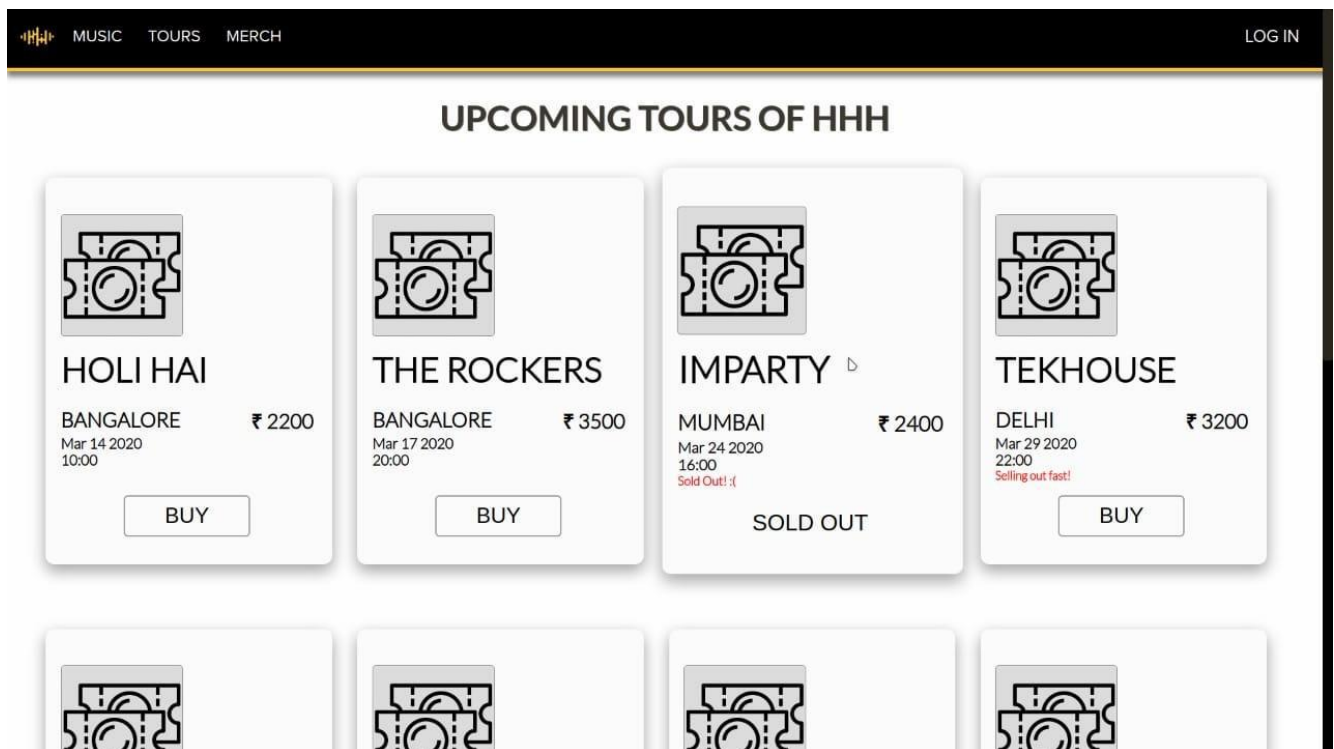 MUSIC TOURS MERCH LOG IN
UPCOMING TOURS OF HHH
HOLI HAI
BANGALORE ₹ 2200
Mar 14 2020
10:00
BUY
THE ROCKERS
BANGALORE ₹ 3500
Mar 17 2020
20:00
BUY
IMPARTY
MUMBAI ₹ 2400
Mar 24 2020
16:00
Sold Out! :(
SOLD OUT
TEKHOUSE
DELHI ₹ 3200
Mar 29 2020
22:00
Selling out fast!
BUY